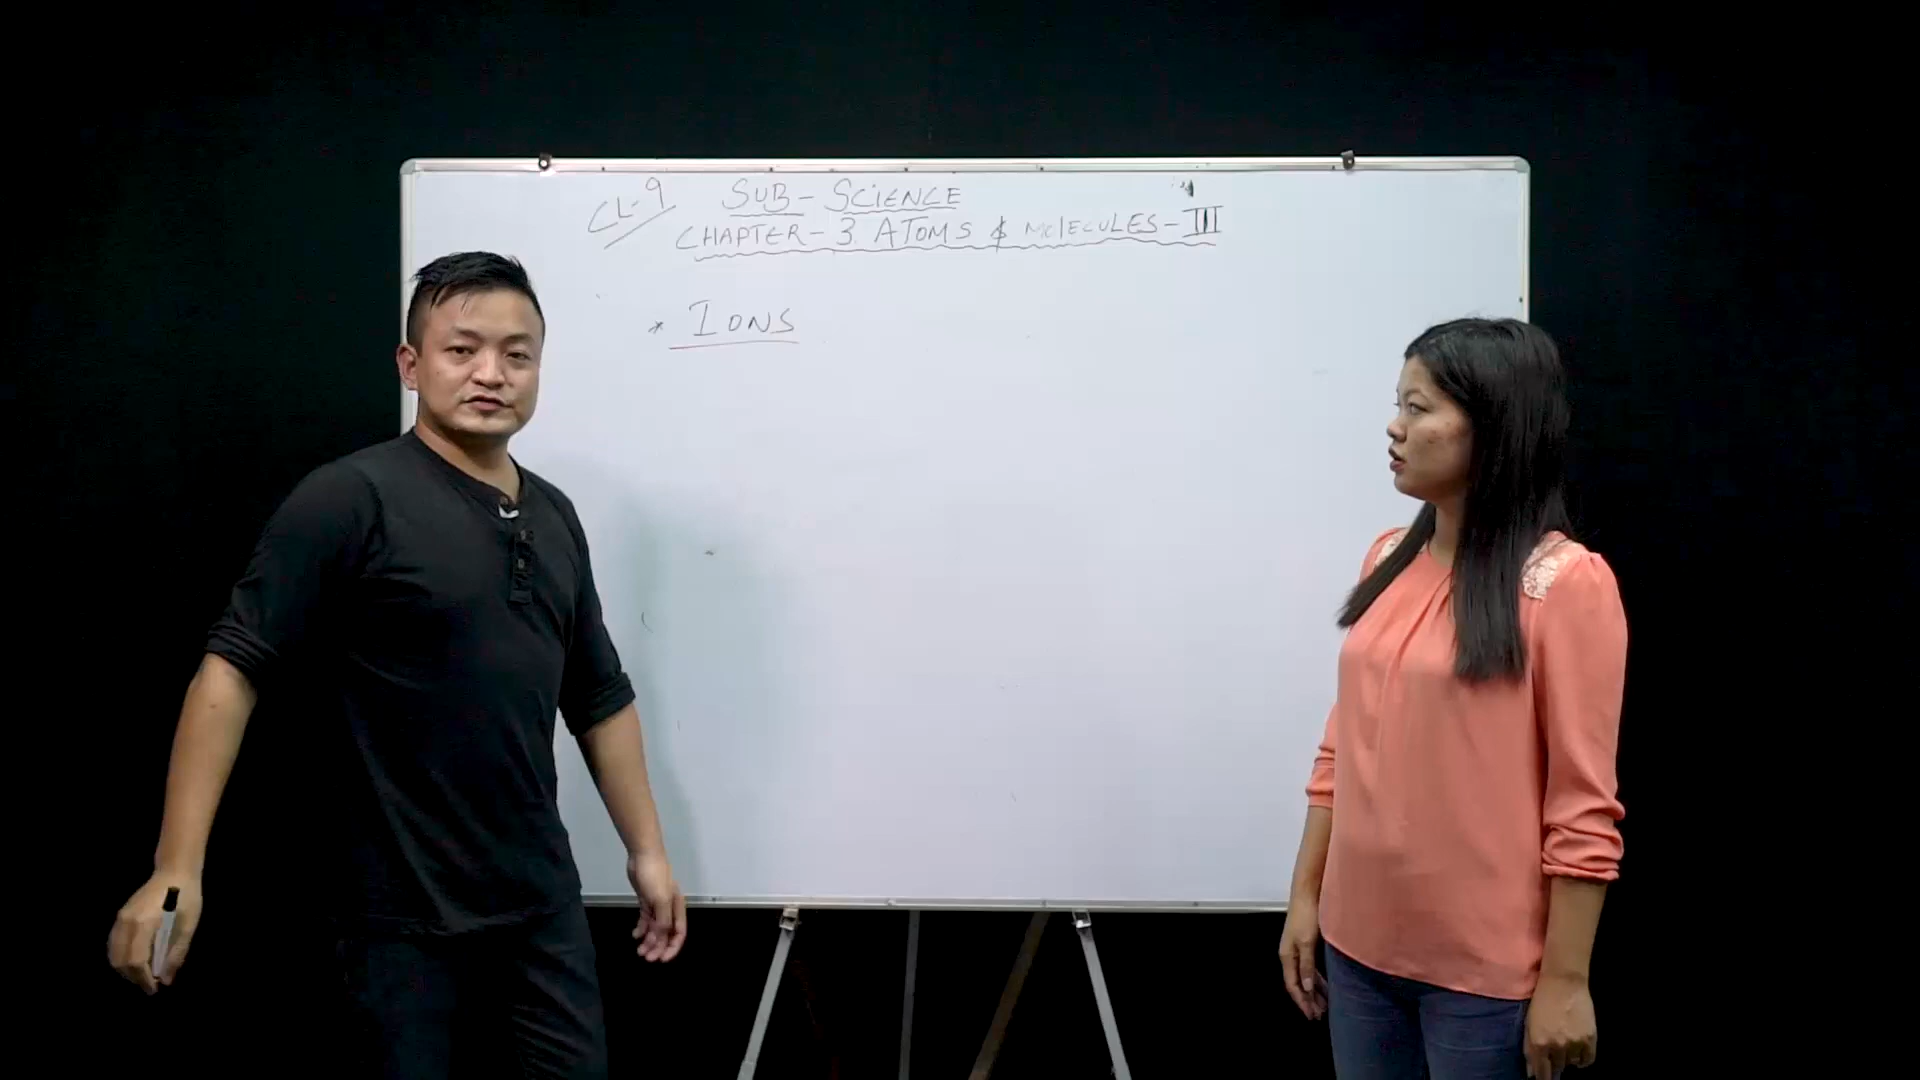 CL-9 SUB-SCIENCE
CHAPTER-3. ATOMS & MOLECULES-III
* IONS